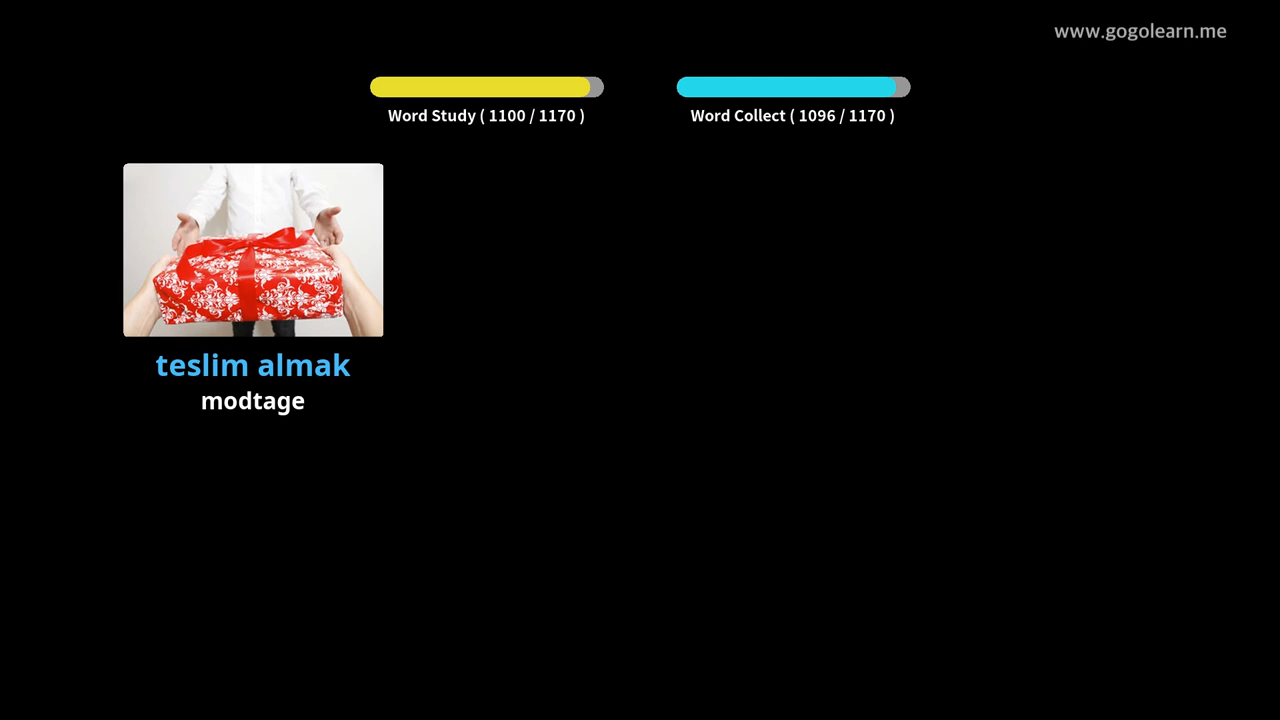 www.gogolearn.me
Word Study ( 1100 / 1170 )
Word Collect ( 1096 / 1170 )
teslim almak
modtage